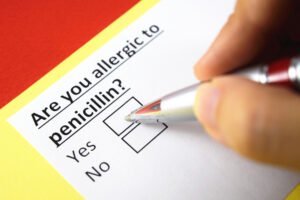 Are you allergic to
penicillin?
Yes
No